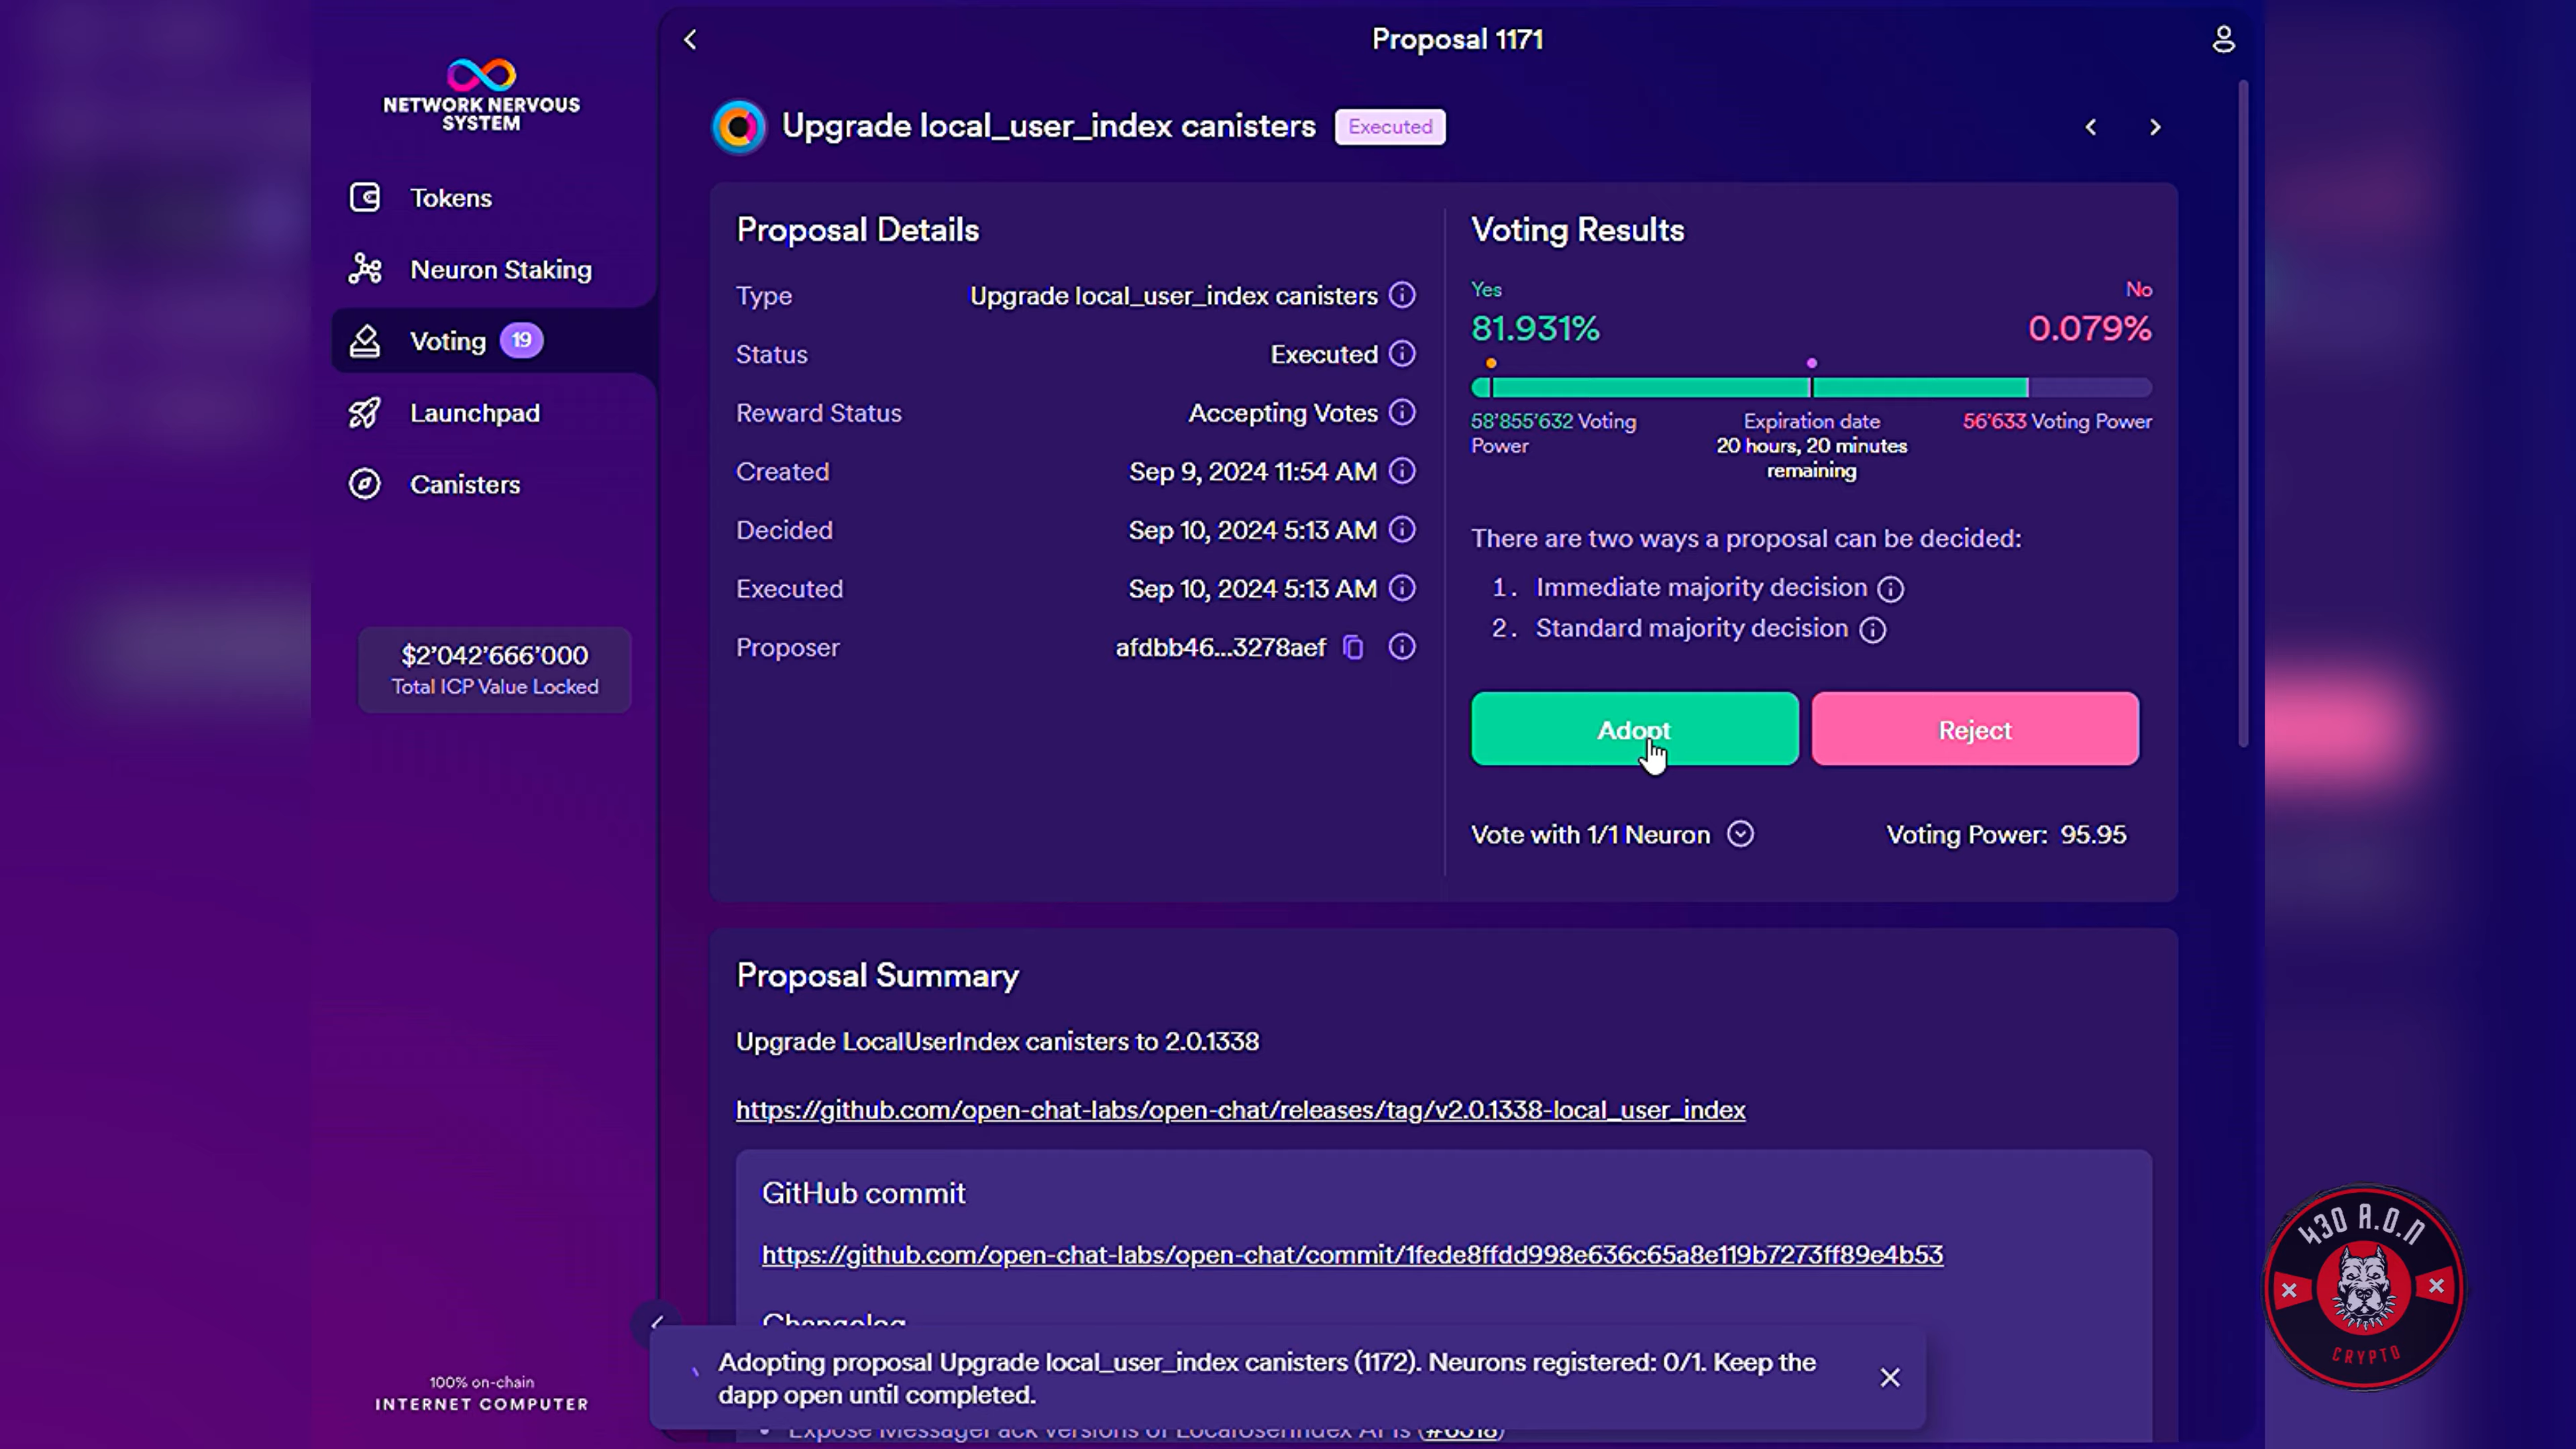 NETWORK NERVOUS
SYSTEM
Tokens
Neuron Staking
Voting 19
Launchpad
Canisters
$2'042'666'000
Total ICP Value Locked
100% on-chain
INTERNET COMPUTER
Proposal 1171
Upgrade local_user_index canisters Executed
Proposal Details
Type Upgrade local_user_index canisters
Status Executed
Reward Status Accepting Votes
Created Sep 9, 2024 11:54 AM
Decided Sep 10, 2024 5:13 AM
Executed Sep 10, 2024 5:13 AM
Proposer afdbb46...3278aef
Voting Results
Yes No
81.931% 0.079%
58'855'632 Voting
Power
Expiration date
20 hours, 20 minutes
remaining
56'633 Voting Power
There are two ways a proposal can be decided:
1. Immediate majority decision
2. Standard majority decision
Adopt Reject
Vote with 1/1 Neuron Voting Power: 95.95
Proposal Summary
Upgrade LocalUserIndex canisters to 2.0.1338
https://github.com/open-chat-labs/open-chat/releases/tag/v2.0.1338-local_user_index
GitHub commit
https://github.com/open-chat-labs/open-chat/commit/1fede8ffdd998e636c65a8e119b7273ff89e4b53
Changelog
Adopting proposal Upgrade local_user_index canisters (1172). Neurons registered: 0/1. Keep the
dapp open until completed.
Expose MessagePack versions of LocalUserIndex APIs (#6318)
430 A.O.N
CRYPTO